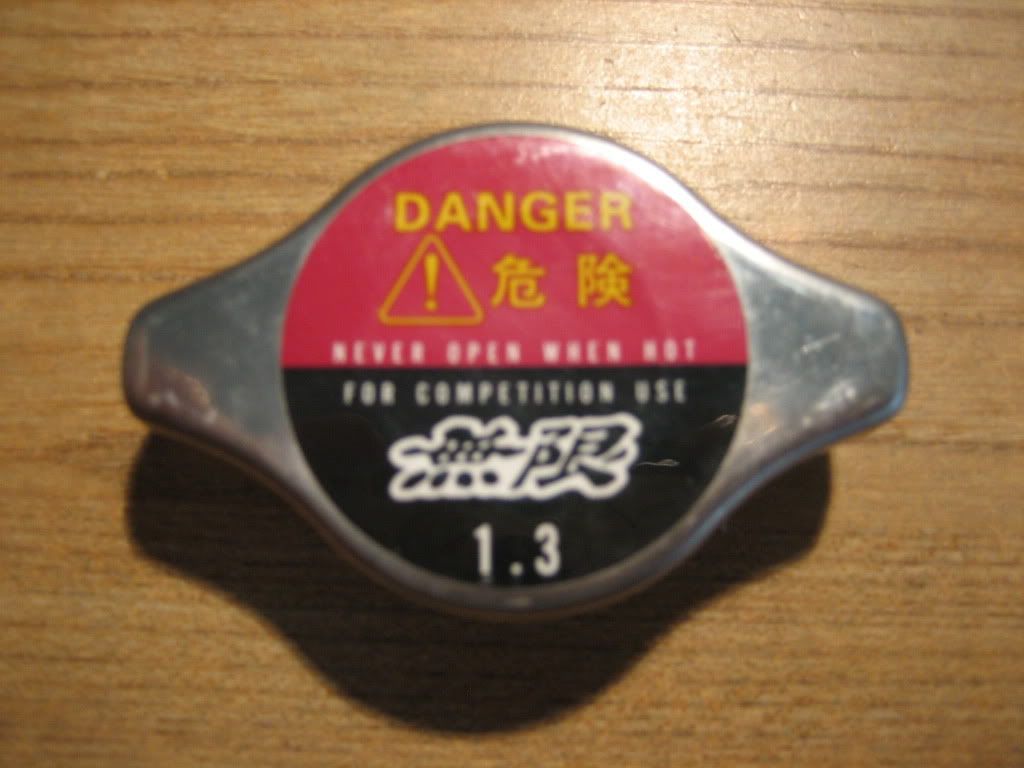 DANGER
危険
NEVER OPEN WHEN HOT
FOR COMPETITION USE
無限
1.3